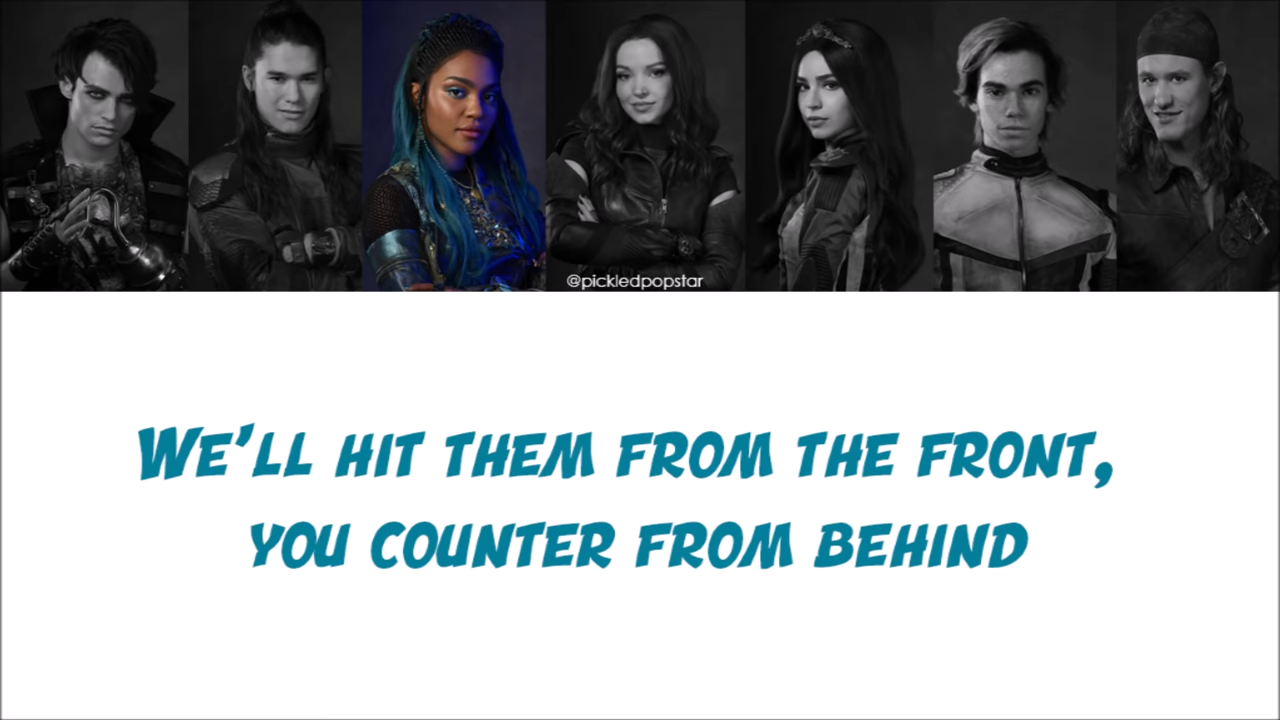 @pickledpopstar
We'll hit them from the front,
you counter from behind